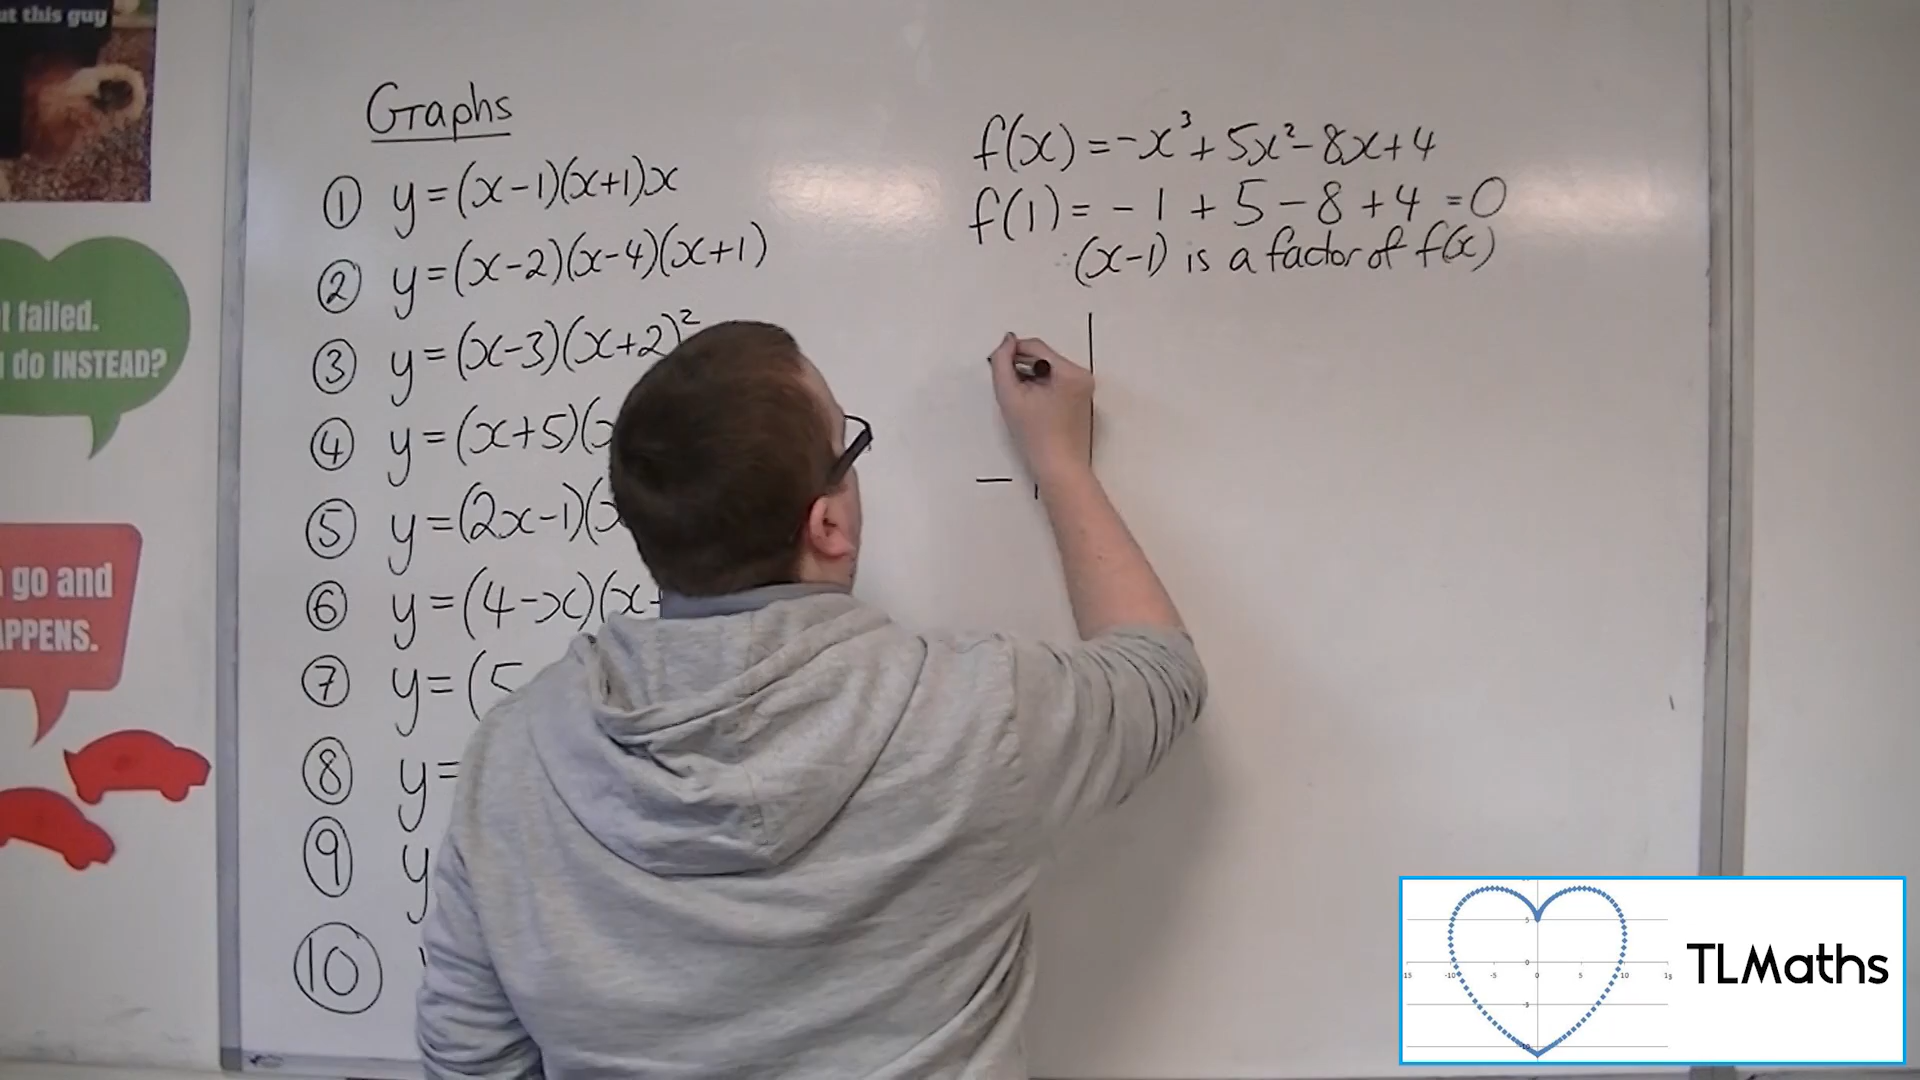 ut this guy
t failed.
I do INSTEAD?
go and
APPENS.
Graphs
① y=(x-1)(x+1)x
② y=(x-2)(x-4)(x+1)
③ y=(x-3)(x+2)²
④ y=(x+5)(x
⑤ y=(2x-1)(x
⑥ y=(4-x)(x-
⑦ y=(5
⑧ y=
⑨ y
⑩
f(x)=-x³+5x²-8x+4
f(1)=-1+5-8+4=0
∴(x-1) is a factor of f(x)
TLMaths